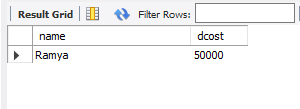 Result Grid Filter Rows:
name dcost
Ramya 50000